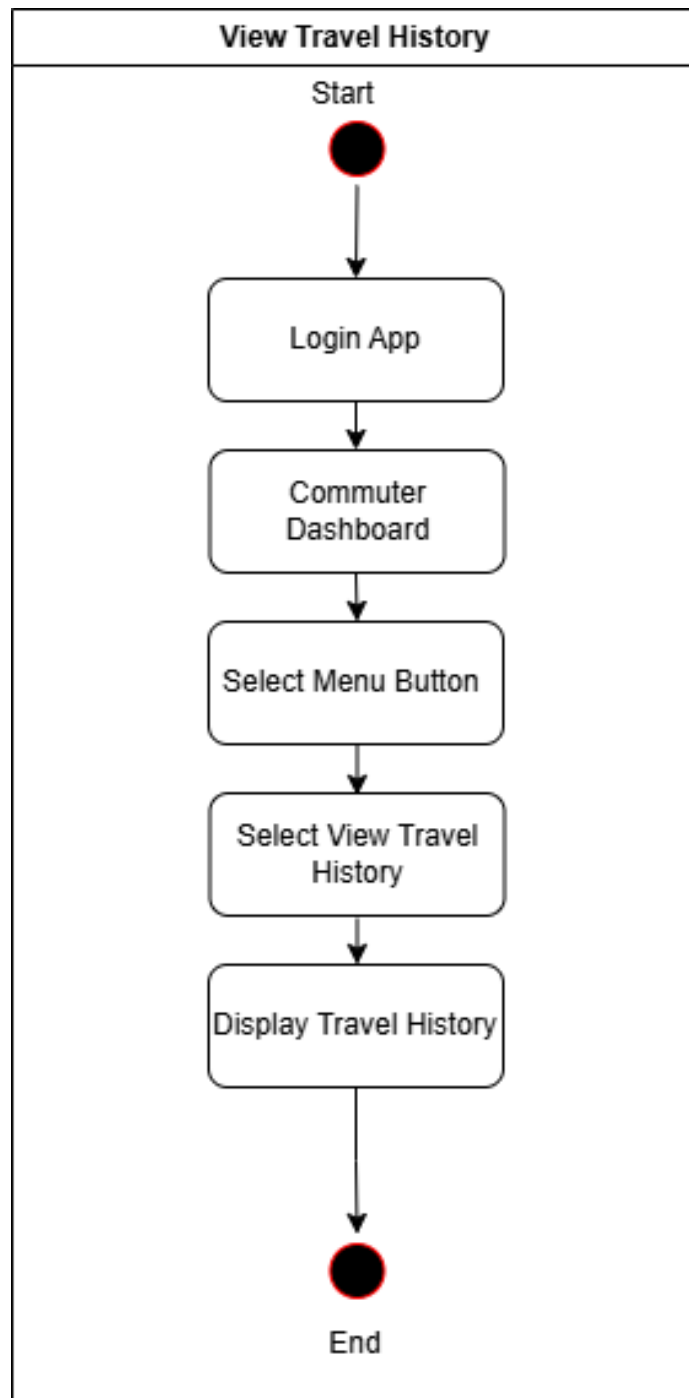 View Travel History
Start
Login App
Commuter
Dashboard
Select Menu Button
Select View Travel
History
Display Travel History
End